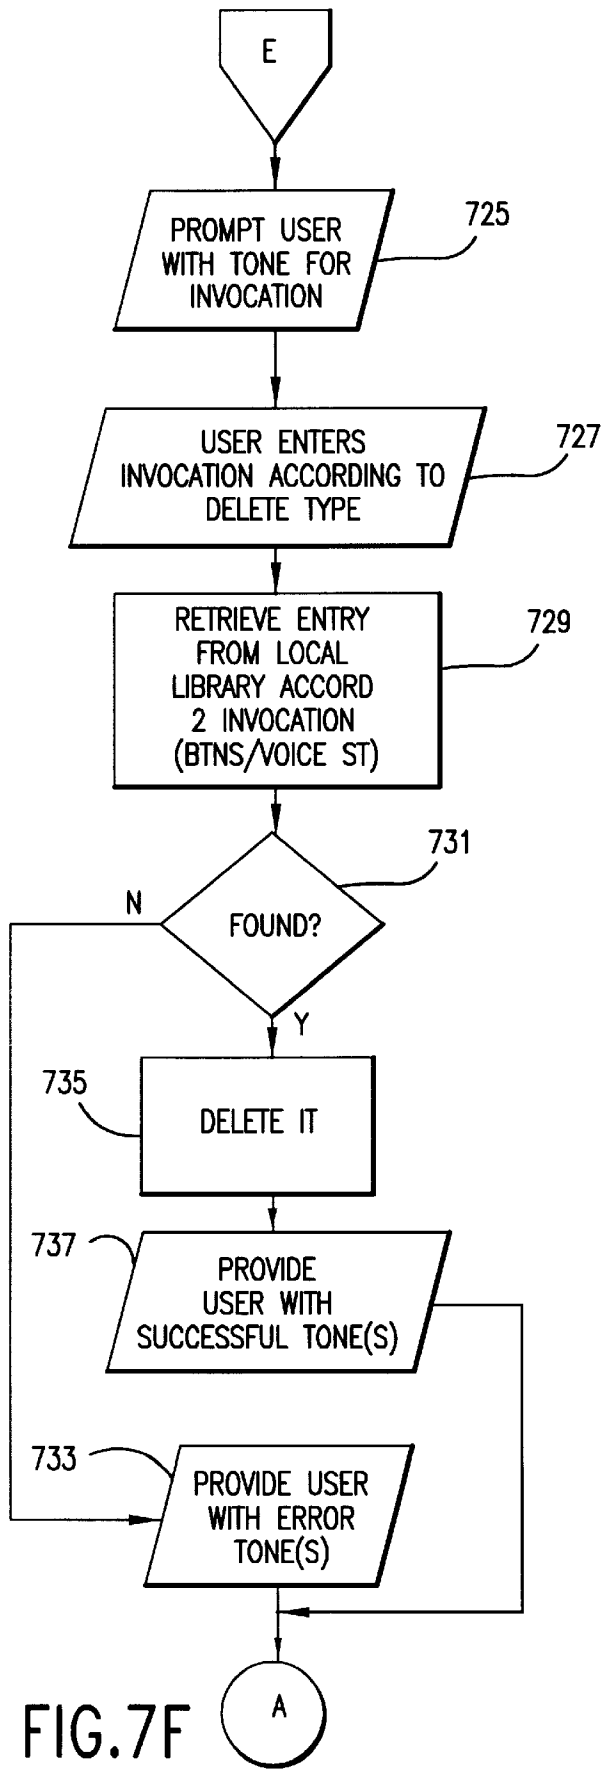 E
PROMPT USER
WITH TONE FOR
INVOCATION
725
USER ENTERS
INVOCATION ACCORDING TO
DELETE TYPE
727
RETRIEVE ENTRY
FROM LOCAL
LIBRARY ACCORD
2 INVOCATION
(BTNS/VOICE ST)
729
FOUND?
731
N
Y
DELETE IT
735
PROVIDE
USER WITH
SUCCESSFUL TONE(S)
737
PROVIDE USER
WITH ERROR
TONE(S)
733
A
FIG.7F